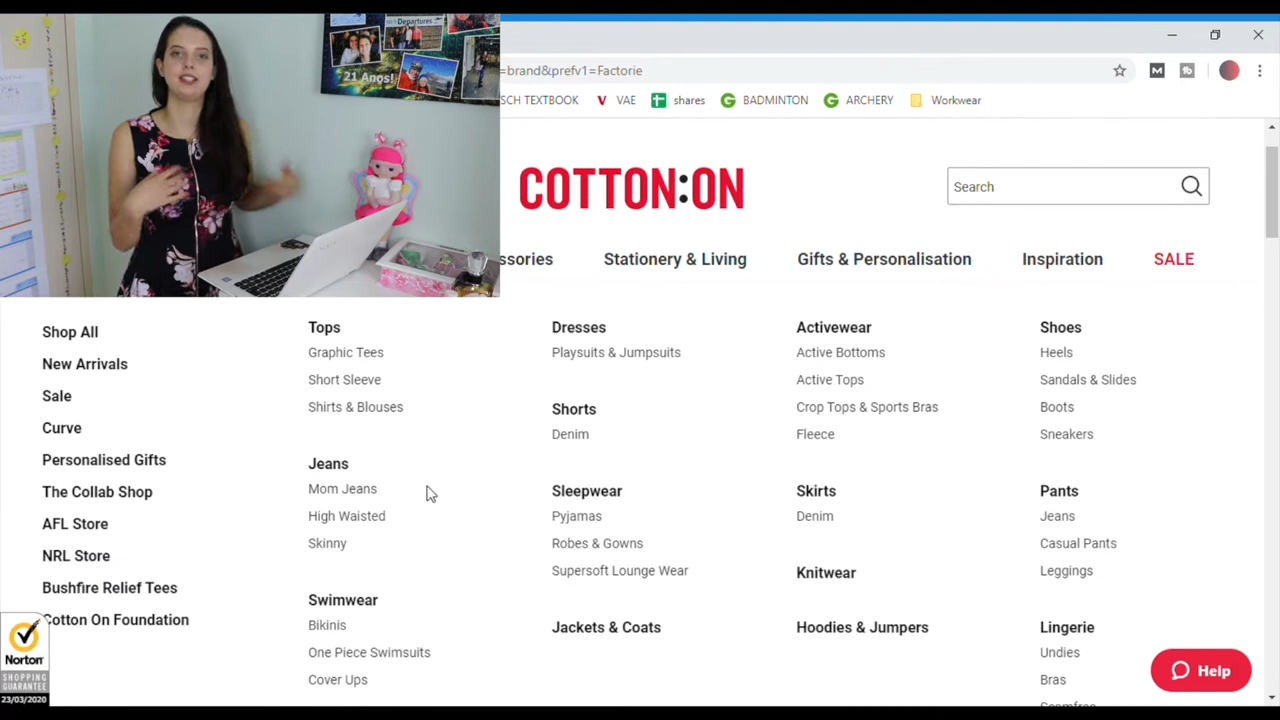 Departures
21 Anos!
=brand&prefv1=Factorie
SCH TEXTBOOK
VAE
shares
BADMINTON
ARCHERY
Workwear
COTTON:ON
Search
ssories
Stationery & Living
Gifts & Personalisation
Inspiration
SALE
Shop All
New Arrivals
Sale
Curve
Personalised Gifts
The Collab Shop
AFL Store
NRL Store
Bushfire Relief Tees
Cotton On Foundation
Tops
Graphic Tees
Short Sleeve
Shirts & Blouses
Jeans
Mom Jeans
High Waisted
Skinny
Swimwear
Bikinis
One Piece Swimsuits
Cover Ups
Dresses
Playsuits & Jumpsuits
Shorts
Denim
Sleepwear
Pyjamas
Robes & Gowns
Supersoft Lounge Wear
Jackets & Coats
Activewear
Active Bottoms
Active Tops
Crop Tops & Sports Bras
Fleece
Skirts
Denim
Knitwear
Hoodies & Jumpers
Shoes
Heels
Sandals & Slides
Boots
Sneakers
Pants
Jeans
Casual Pants
Leggings
Lingerie
Undies
Bras
Norton
SHOPPING
GUARANTEE
23/03/2020
Help